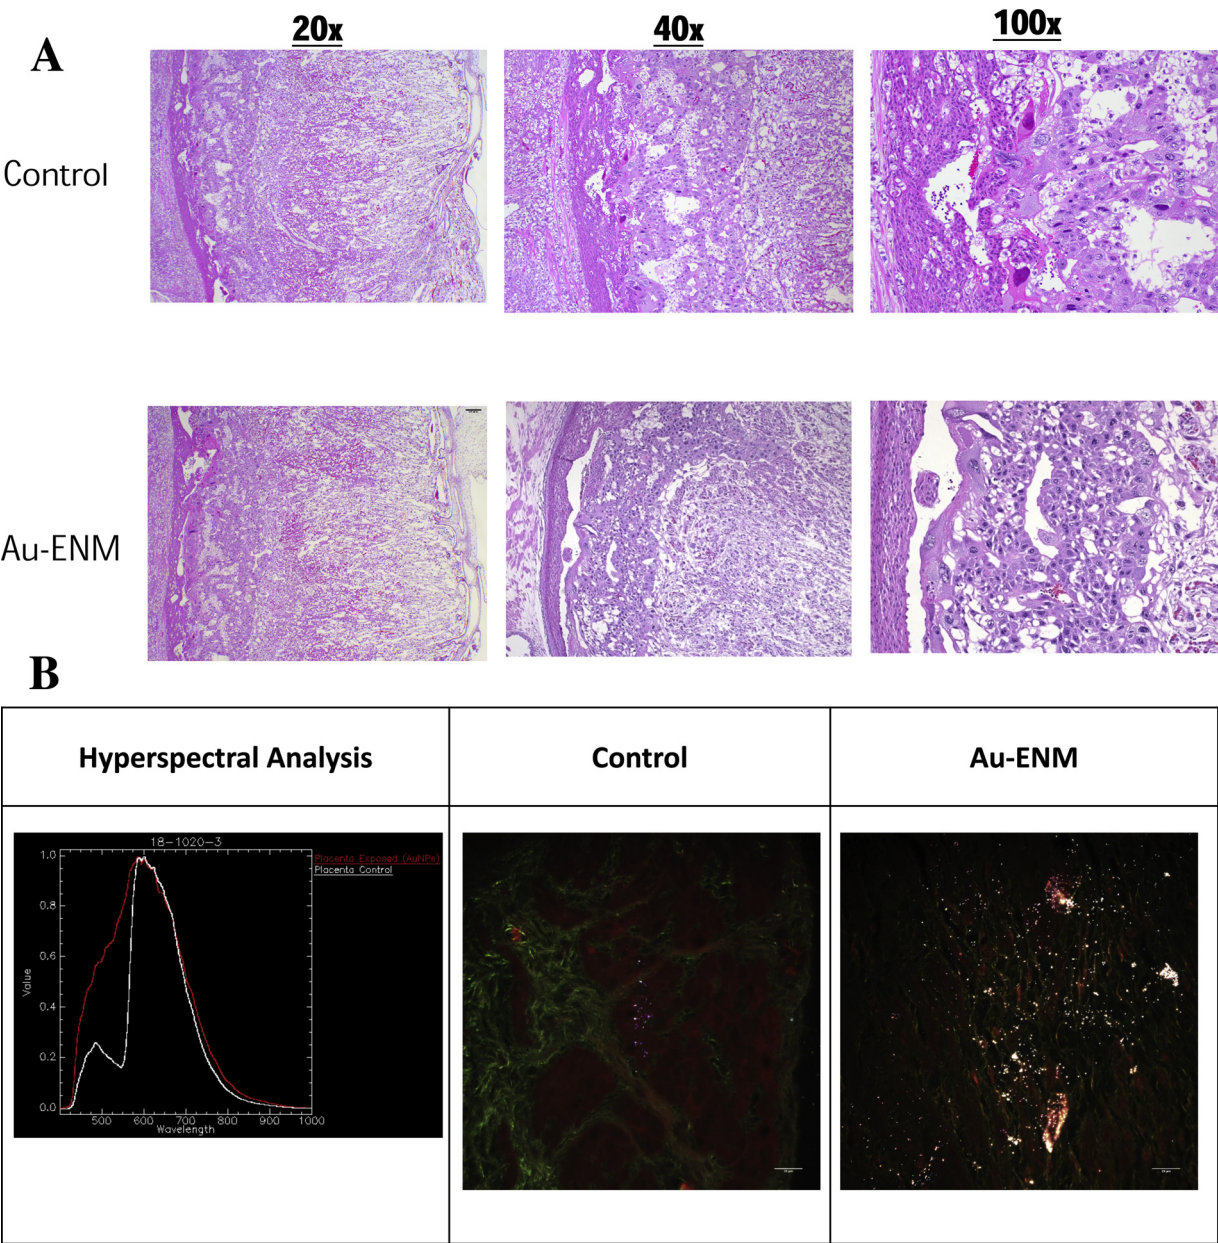 A
20x
40x
100x
Control
Au-ENM
B
Hyperspectral Analysis
Control
Au-ENM
18-1020-3
Placenta Exposed (AuNPs)
Placenta Control
Value
1.0
0.8
0.6
0.4
0.2
0.0
500
600
700
800
900
1000
Wavelength